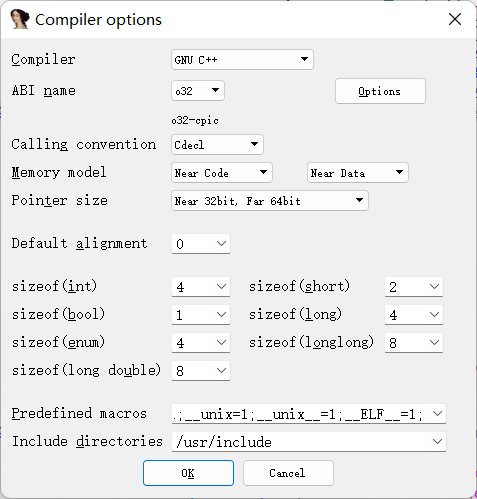 Compiler options
Compiler GNU C++
ABI name o32 Options
o32-cpic
Calling convention Cdecl
Memory model Near Code Near Data
Pointer size Near 32bit, Far 64bit
Default alignment 0
sizeof(int) 4 sizeof(short) 2
sizeof(bool) 1 sizeof(long) 4
sizeof(enum) 4 sizeof(longlong) 8
sizeof(long double) 8
Predefined macros .;__unix=1;__unix__=1;__ELF__=1;
Include directories /usr/include
OK Cancel